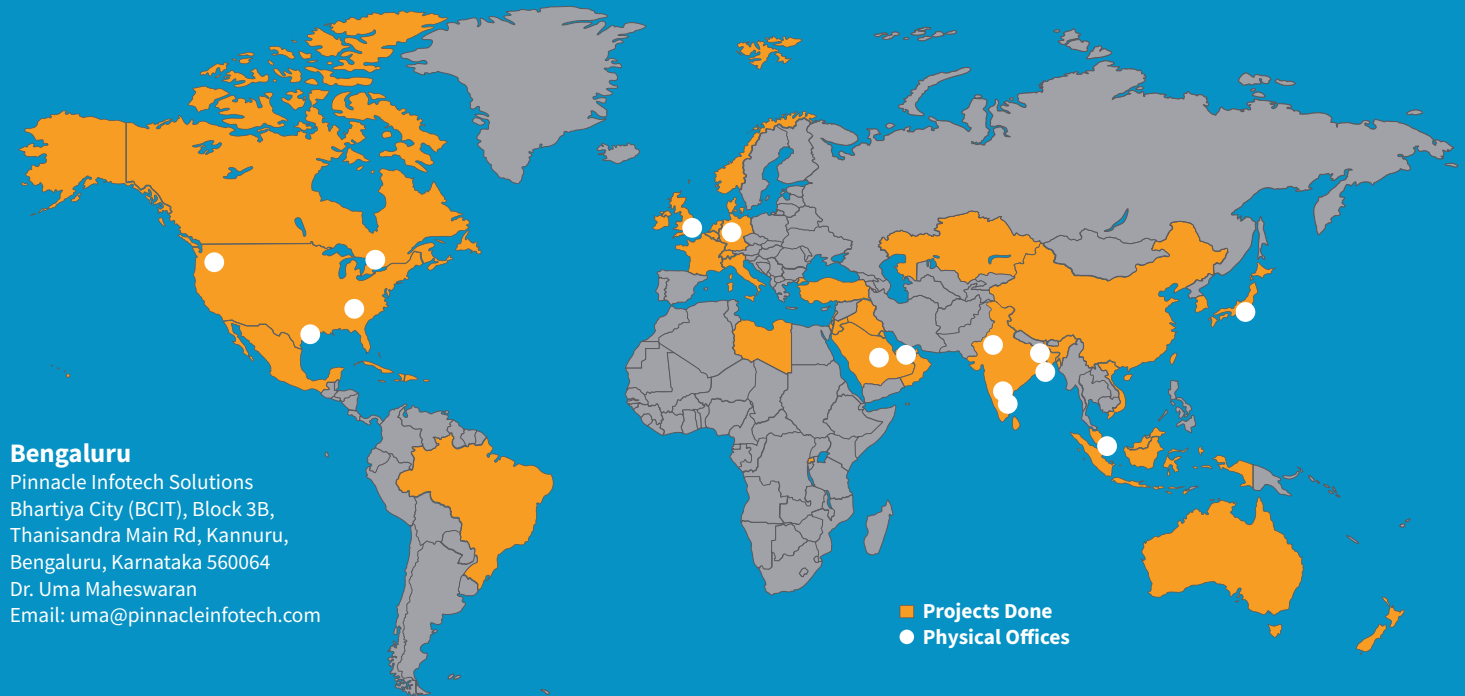 Bengaluru
Pinnacle Infotech Solutions
Bhartiya City (BCIT), Block 3B,
Thanisandra Main Rd, Kannuru,
Bengaluru, Karnataka 560064
Dr. Uma Maheswaran
Email: uma@pinnacleinfotech.com
Projects Done
Physical Offices